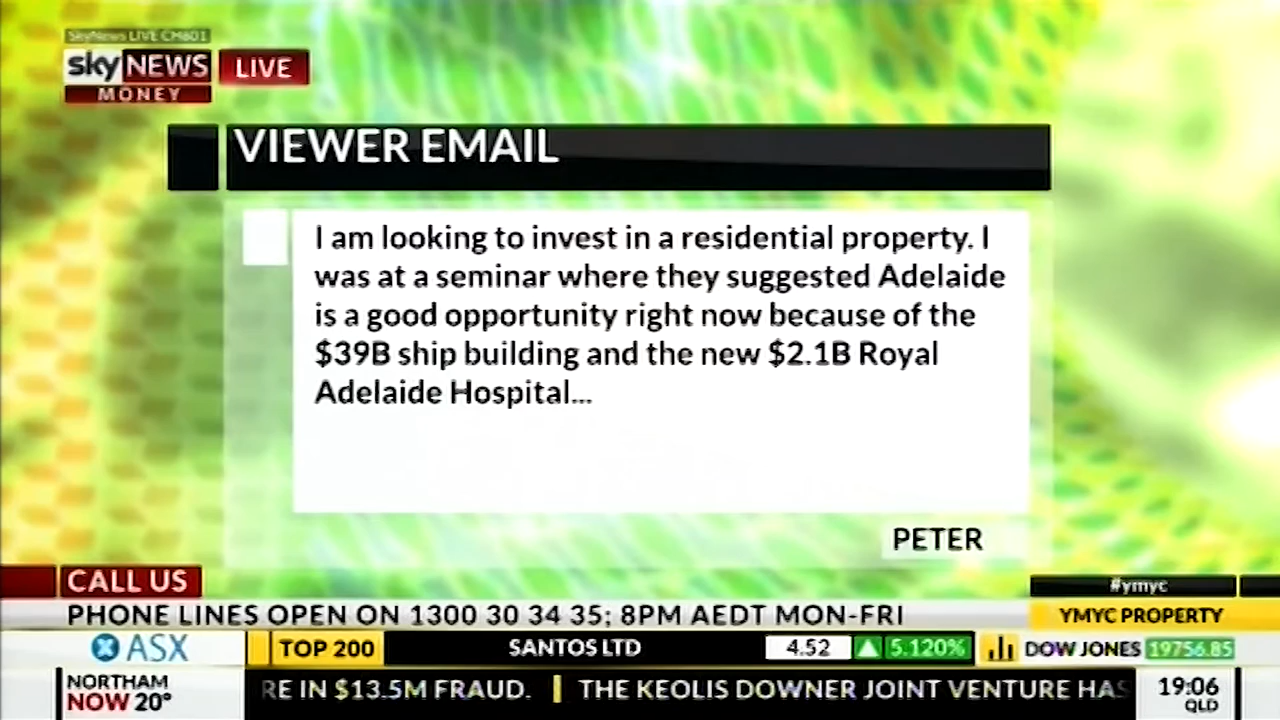 SkyNews LIVE CH601
sky NEWS
MONEY
LIVE
VIEWER EMAIL
I am looking to invest in a residential property. I
was at a seminar where they suggested Adelaide
is a good opportunity right now because of the
$39B ship building and the new $2.1B Royal
Adelaide Hospital...
PETER
CALL US
#ymyc
PHONE LINES OPEN ON 1300 30 34 35; 8PM AEDT MON-FRI
YMYC PROPERTY
ASX
TOP 200
SANTOS LTD
4.52
5.120%
DOW JONES
19756.85
NORTHAM
NOW 20°
RE IN $13.5M FRAUD.
THE KEOLIS DOWNER JOINT VENTURE HAS
19:06
QLD